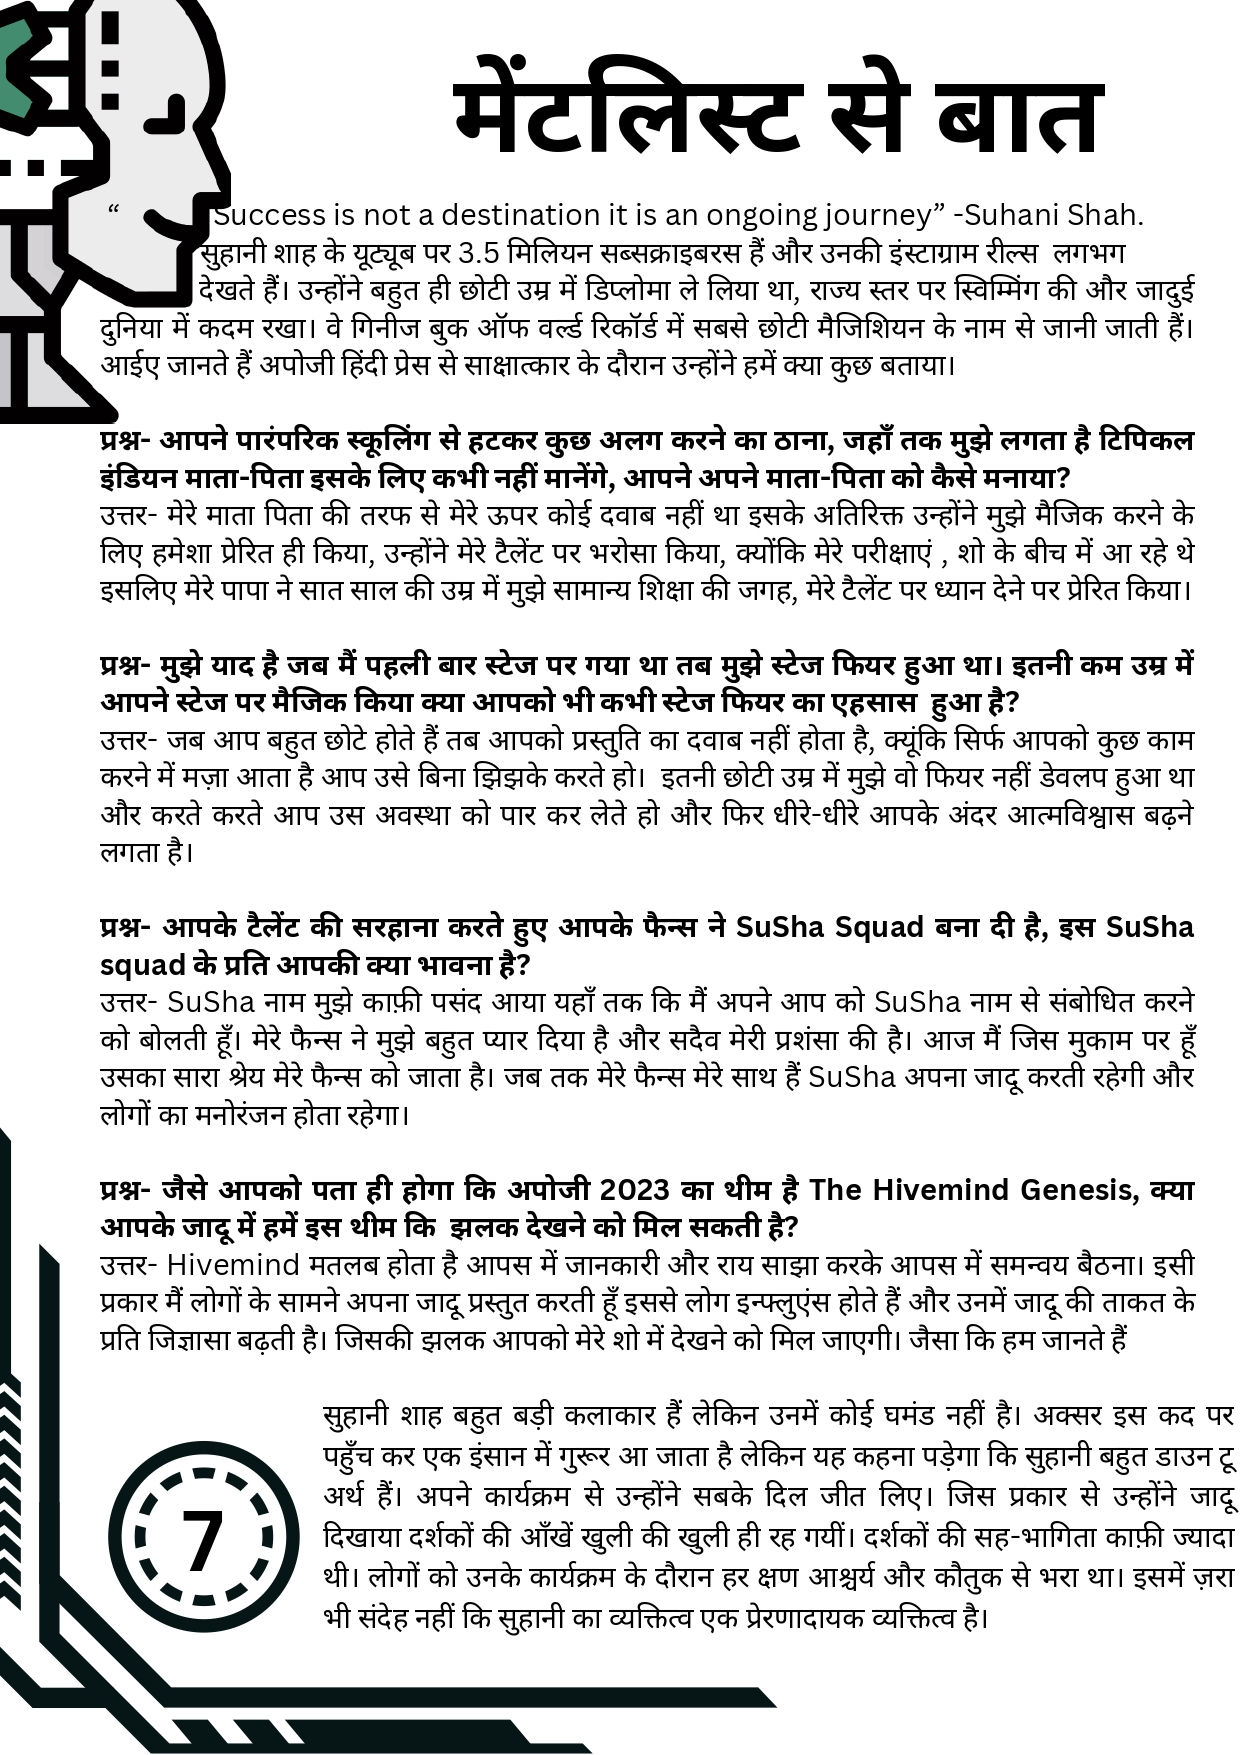 मेंटलिस्ट से बात
“ Success is not a destination it is an ongoing journey” -Suhani Shah.
सुहानी शाह के यूट्यूब पर 3.5 मिलियन सब्सक्राइबरस हैं और उनकी इंस्टाग्राम रील्स लगभग
देखते हैं। उन्होंने बहुत ही छोटी उम्र में डिप्लोमा ले लिया था, राज्य स्तर पर स्विम्मिंग की और जादुई
दुनिया में कदम रखा। वे गिनीज बुक ऑफ वर्ल्ड रिकॉर्ड में सबसे छोटी मैजिशियन के नाम से जानी जाती हैं।
आईए जानते हैं अपोजी हिंदी प्रेस से साक्षात्कार के दौरान उन्होंने हमें क्या कुछ बताया।
प्रश्न- आपने पारंपरिक स्कूलिंग से हटकर कुछ अलग करने का ठाना, जहाँ तक मुझे लगता है टिपिकल
इंडियन माता-पिता इसके लिए कभी नहीं मानेंगे, आपने अपने माता-पिता को कैसे मनाया?
उत्तर- मेरे माता पिता की तरफ से मेरे ऊपर कोई दवाब नहीं था इसके अतिरिक्त उन्होंने मुझे मैजिक करने के
लिए हमेशा प्रेरित ही किया, उन्होंने मेरे टैलेंट पर भरोसा किया, क्योंकि मेरे परीक्षाएं , शो के बीच में आ रहे थे
इसलिए मेरे पापा ने सात साल की उम्र में मुझे सामान्य शिक्षा की जगह, मेरे टैलेंट पर ध्यान देने पर प्रेरित किया।
प्रश्न- मुझे याद है जब मैं पहली बार स्टेज पर गया था तब मुझे स्टेज फियर हुआ था। इतनी कम उम्र में
आपने स्टेज पर मैजिक किया क्या आपको भी कभी स्टेज फियर का एहसास हुआ है?
उत्तर- जब आप बहुत छोटे होते हैं तब आपको प्रस्तुति का दवाब नहीं होता है, क्यूंकि सिर्फ आपको कुछ काम
करने में मज़ा आता है आप उसे बिना झिझके करते हो। इतनी छोटी उम्र में मुझे वो फियर नहीं डेवलप हुआ था
और करते करते आप उस अवस्था को पार कर लेते हो और फिर धीरे-धीरे आपके अंदर आत्मविश्वास बढ़ने
लगता है।
प्रश्न- आपके टैलेंट की सरहाना करते हुए आपके फैन्स ने SuSha Squad बना दी है, इस SuSha
squad के प्रति आपकी क्या भावना है?
उत्तर- SuSha नाम मुझे काफ़ी पसंद आया यहाँ तक कि मैं अपने आप को SuSha नाम से संबोधित करने
को बोलती हूँ। मेरे फैन्स ने मुझे बहुत प्यार दिया है और सदैव मेरी प्रशंसा की है। आज मैं जिस मुकाम पर हूँ
उसका सारा श्रेय मेरे फैन्स को जाता है। जब तक मेरे फैन्स मेरे साथ हैं SuSha अपना जादू करती रहेगी और
लोगों का मनोरंजन होता रहेगा।
प्रश्न- जैसे आपको पता ही होगा कि अपोजी 2023 का थीम है The Hivemind Genesis, क्या
आपके जादू में हमें इस थीम कि झलक देखने को मिल सकती है?
उत्तर- Hivemind मतलब होता है आपस में जानकारी और राय साझा करके आपस में समन्वय बैठना। इसी
प्रकार मैं लोगों के सामने अपना जादू प्रस्तुत करती हूँ इससे लोग इन्फ्लुएंस होते हैं और उनमें जादू की ताकत के
प्रति जिज्ञासा बढ़ती है। जिसकी झलक आपको मेरे शो में देखने को मिल जाएगी। जैसा कि हम जानते हैं
सुहानी शाह बहुत बड़ी कलाकार हैं लेकिन उनमें कोई घमंड नहीं है। अक्सर इस कद पर
पहुँच कर एक इंसान में गुरूर आ जाता है लेकिन यह कहना पड़ेगा कि सुहानी बहुत डाउन टू
अर्थ हैं। अपने कार्यक्रम से उन्होंने सबके दिल जीत लिए। जिस प्रकार से उन्होंने जादू
दिखाया दर्शकों की आँखें खुली की खुली ही रह गयीं। दर्शकों की सह-भागिता काफ़ी ज्यादा
थी। लोगों को उनके कार्यक्रम के दौरान हर क्षण आश्चर्य और कौतुक से भरा था। इसमें ज़रा
भी संदेह नहीं कि सुहानी का व्यक्तित्व एक प्रेरणादायक व्यक्तित्व है।
7